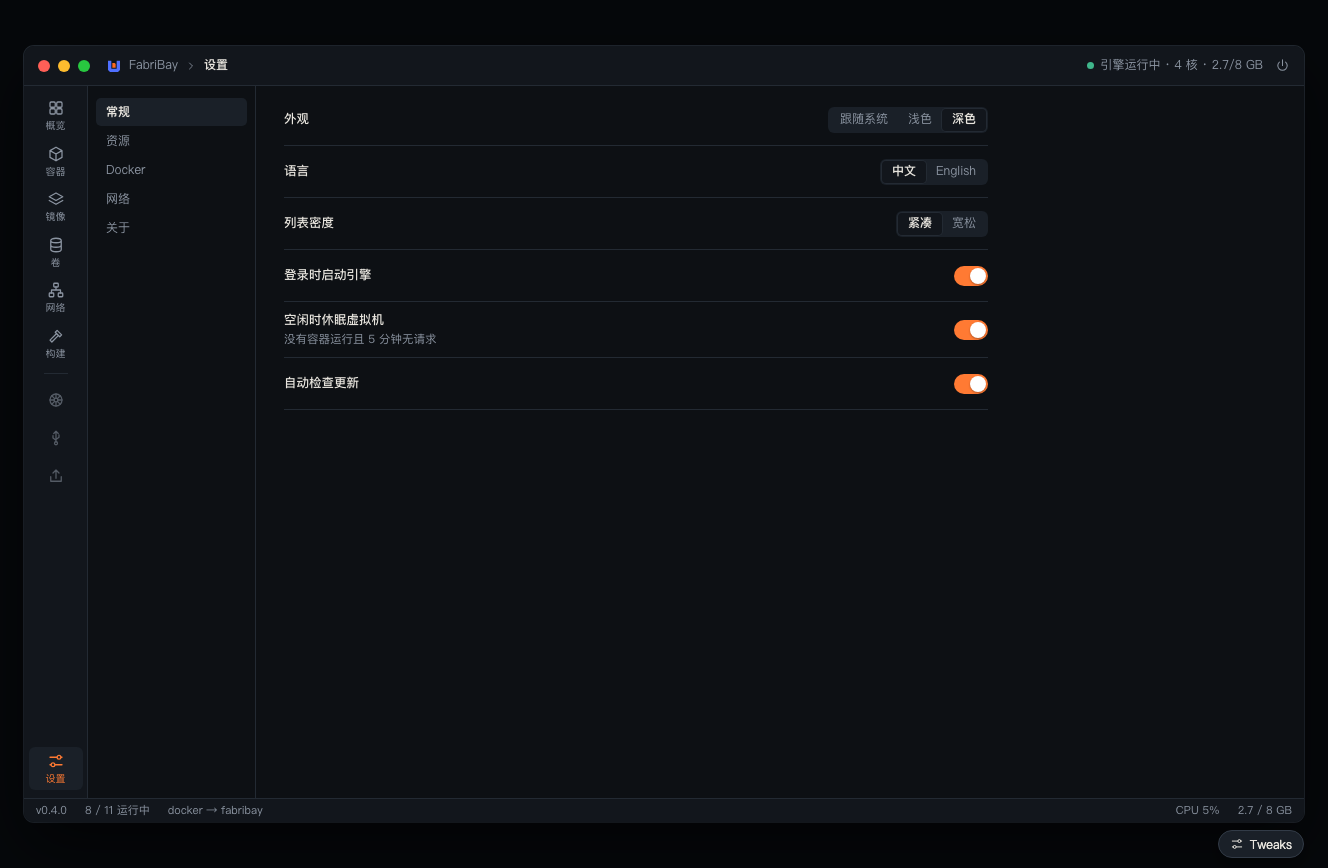 FabriBay › 设置
引擎运行中 · 4 核 · 2.7/8 GB
概览
容器
镜像
卷
网络
构建
设置
常规
资源
Docker
网络
关于
外观
跟随系统 浅色 深色
语言
中文 English
列表密度
紧凑 宽松
登录时启动引擎
空闲时休眠虚拟机
没有容器运行且 5 分钟无请求
自动检查更新
v0.4.0 8 / 11 运行中 docker → fabribay
CPU 5% 2.7 / 8 GB
Tweaks